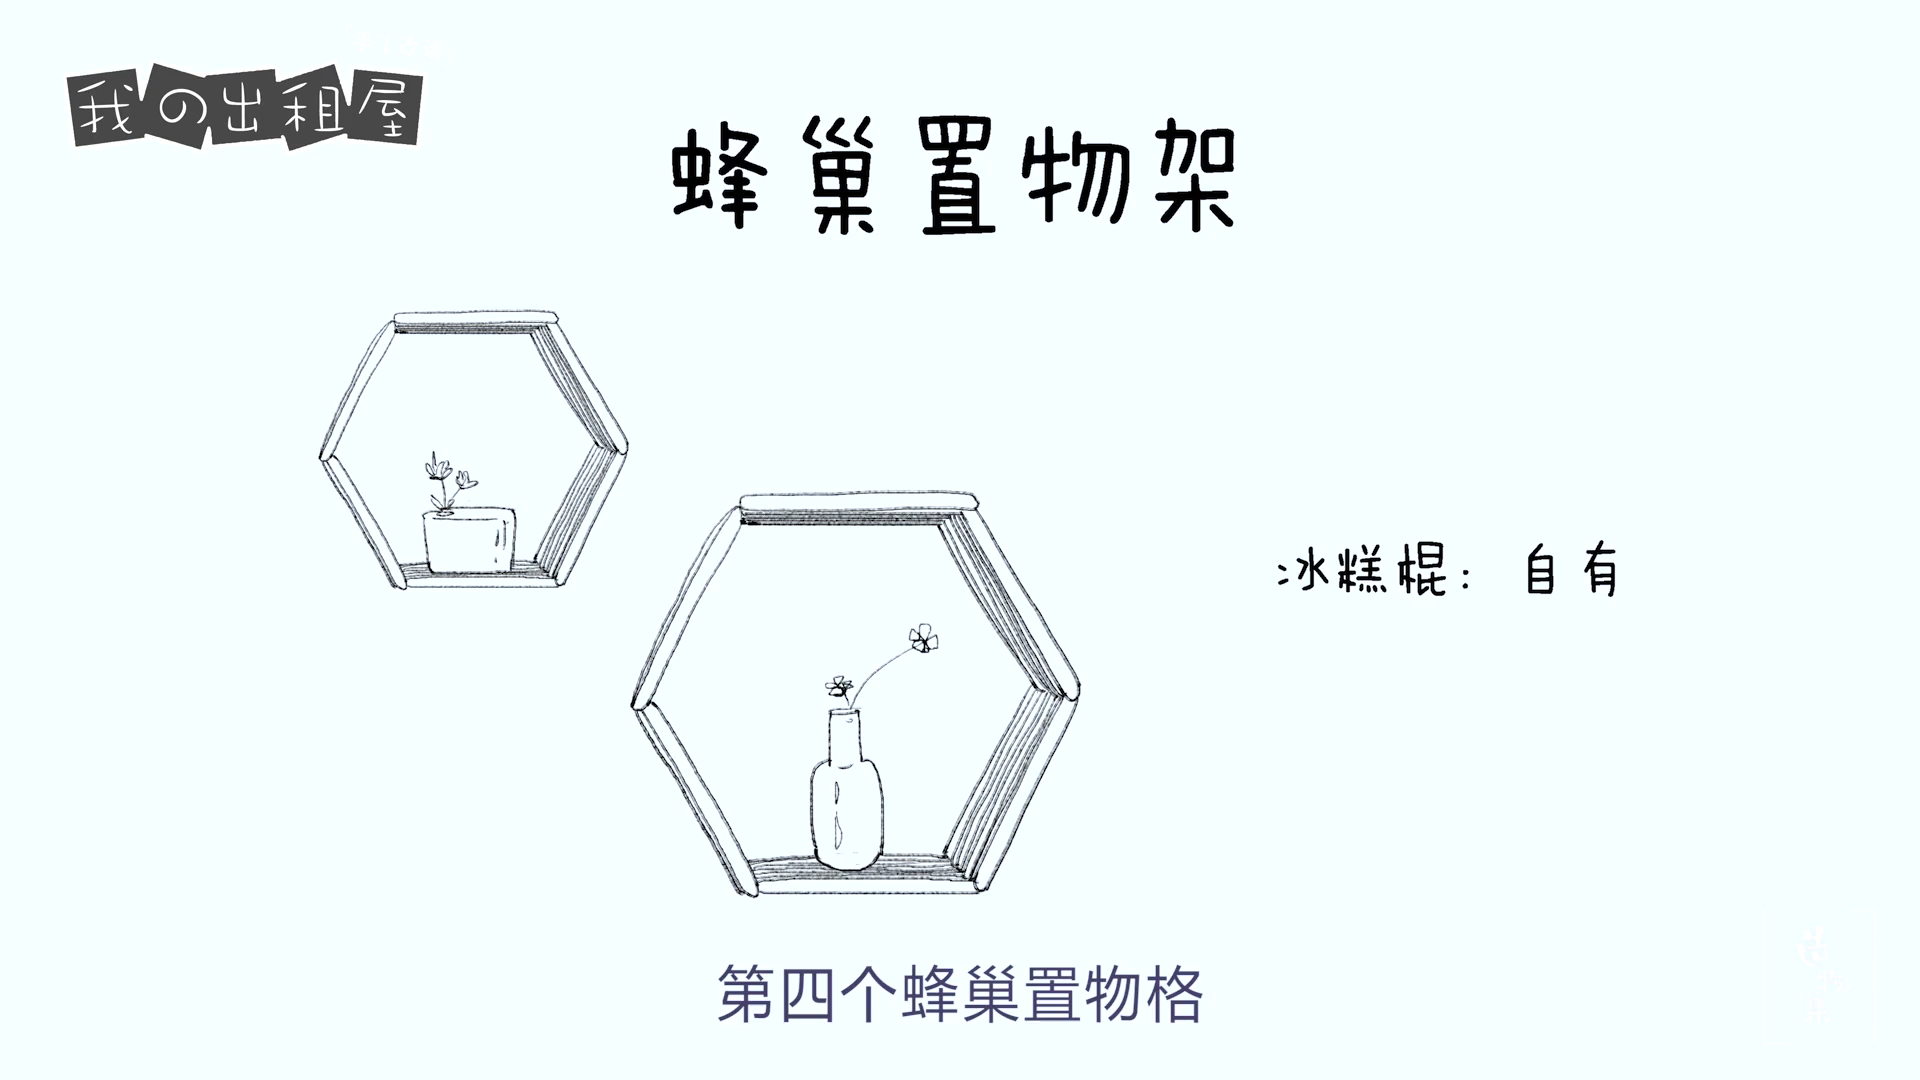 我の出租屋
蜂巢置物架
冰糕棍：自有
第四个蜂巢置物格